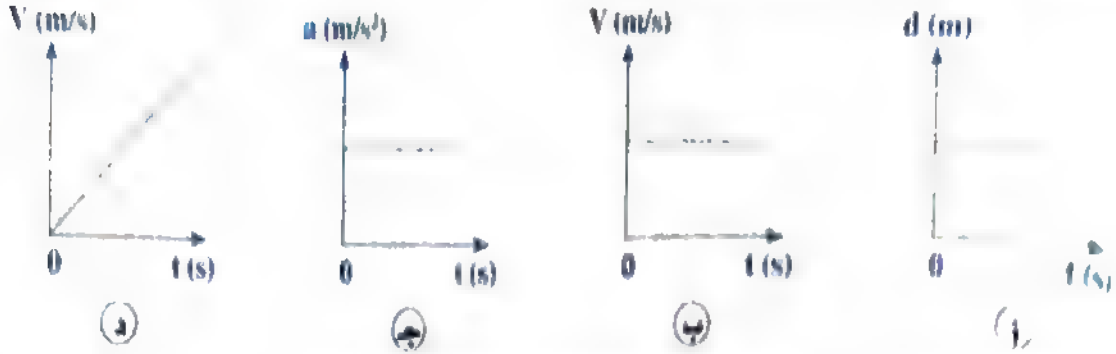 V (m/s)
a (m/s²)
V (m/s)
d (m)
0
t (s)
0
t (s)
0
t (s)
0
t (s)
د
ج
ب
أ